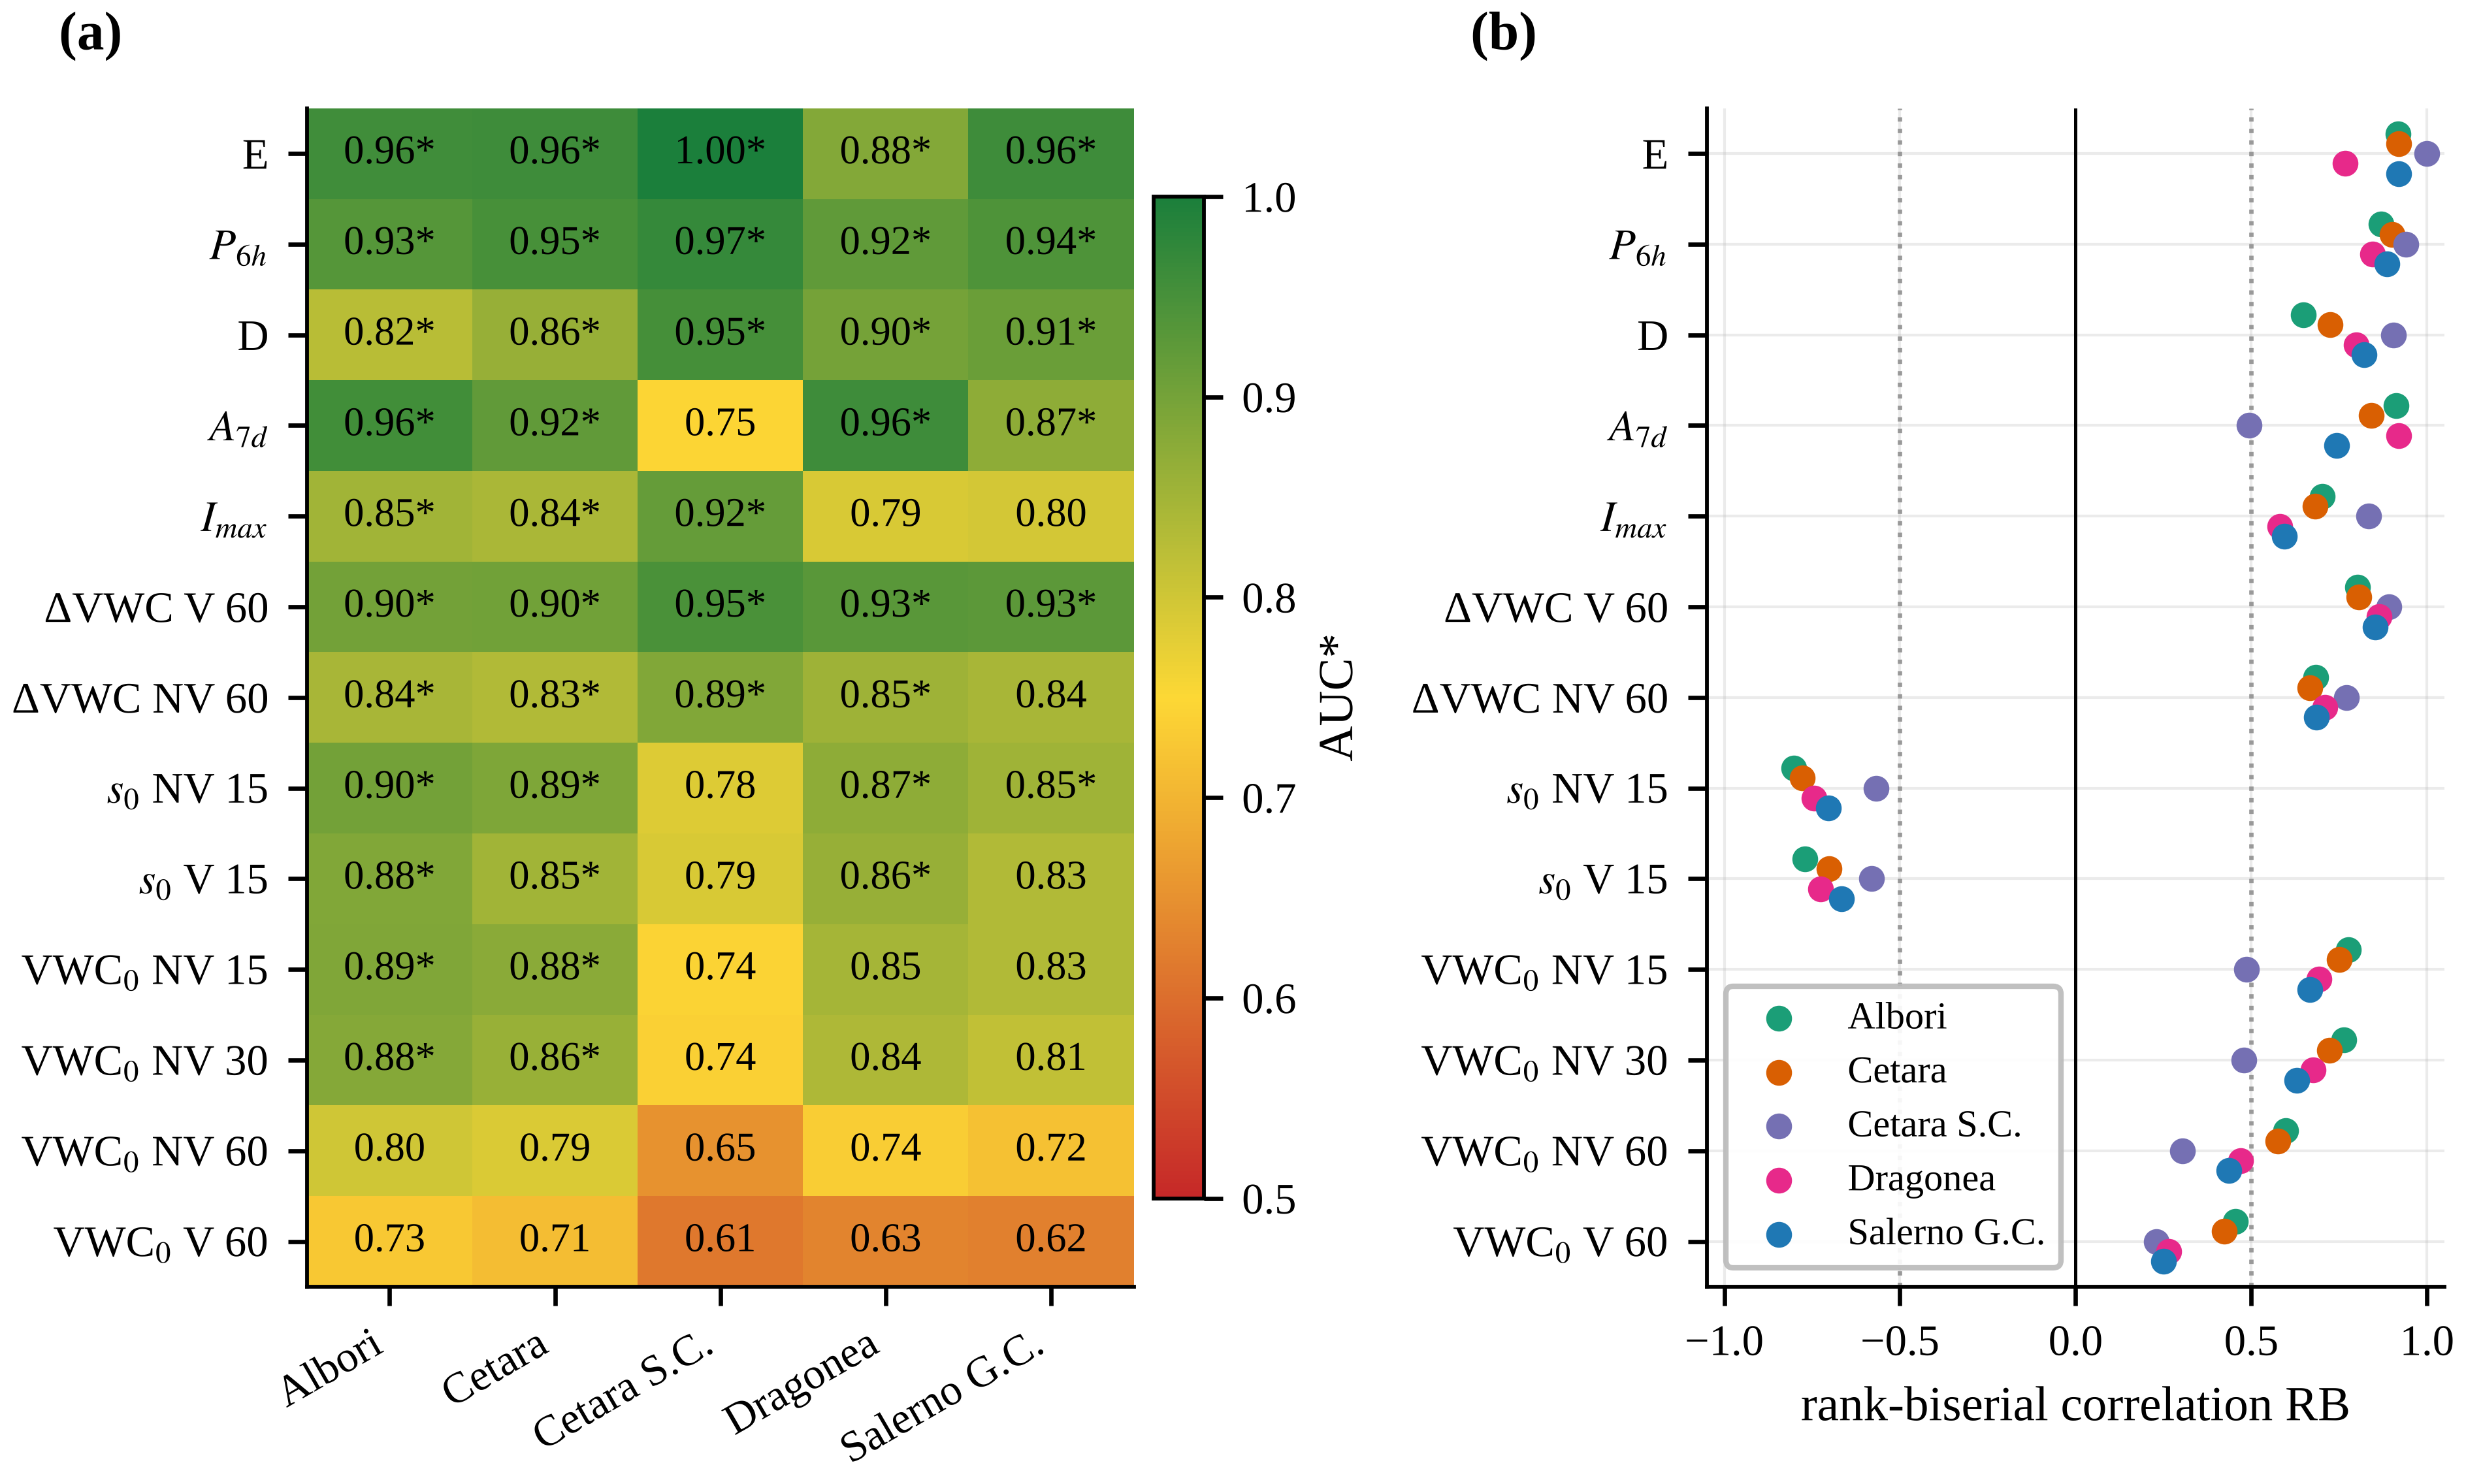 (a)
E 0.96* 0.96* 1.00* 0.88* 0.96*
P6h 0.93* 0.95* 0.97* 0.92* 0.94*
D 0.82* 0.86* 0.95* 0.90* 0.91*
A7d 0.96* 0.92* 0.75 0.96* 0.87*
Imax 0.85* 0.84* 0.92* 0.79 0.80
ΔVWC V 60 0.90* 0.90* 0.95* 0.93* 0.93*
ΔVWC NV 60 0.84* 0.83* 0.89* 0.85* 0.84
s0 NV 15 0.90* 0.89* 0.78 0.87* 0.85*
s0 V 15 0.88* 0.85* 0.79 0.86* 0.83
VWC0 NV 15 0.89* 0.88* 0.74 0.85 0.83
VWC0 NV 30 0.88* 0.86* 0.74 0.84 0.81
VWC0 NV 60 0.80 0.79 0.65 0.74 0.72
VWC0 V 60 0.73 0.71 0.61 0.63 0.62
Albori Cetara Cetara S.C. Dragonea Salerno G.C.
1.0
0.9
0.8
0.7
0.6
0.5
AUC*
(b)
E
P6h
D
A7d
Imax
ΔVWC V 60
ΔVWC NV 60
s0 NV 15
s0 V 15
VWC0 NV 15
VWC0 NV 30
VWC0 NV 60
VWC0 V 60
Albori
Cetara
Cetara S.C.
Dragonea
Salerno G.C.
−1.0 −0.5 0.0 0.5 1.0
rank-biserial correlation RB